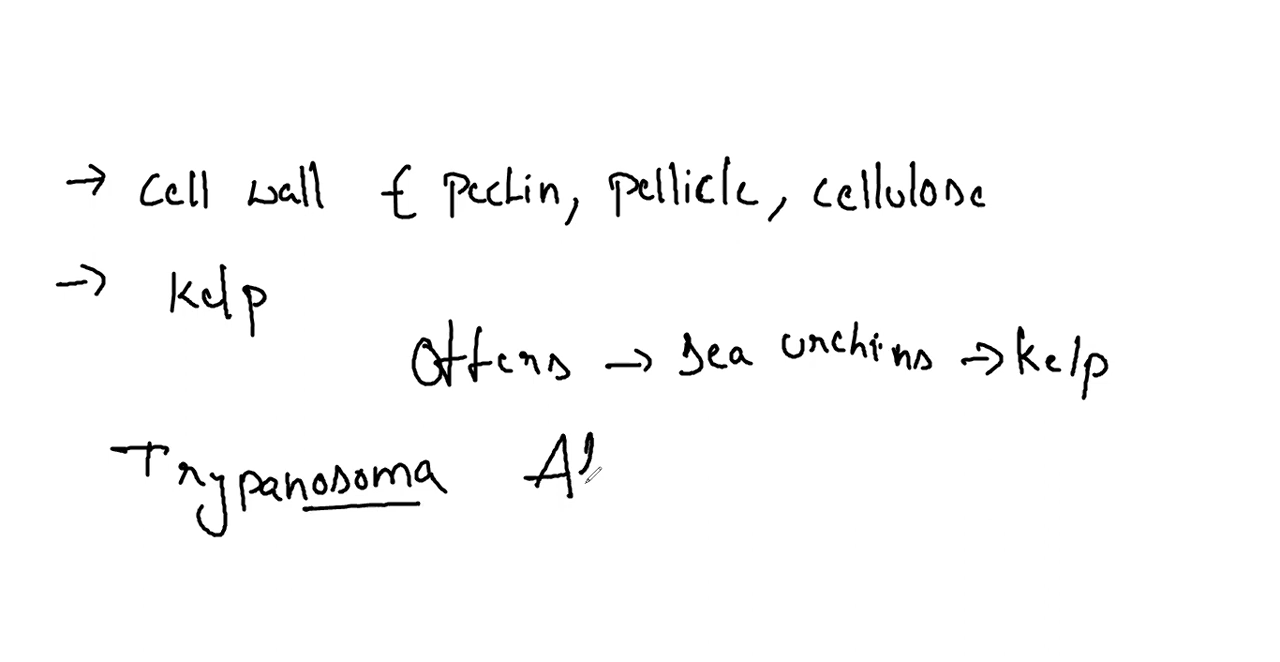 → Cell wall { pectin, pellicle, cellulose
→ Kelp
Otters → sea urchins → Kelp
Trypanosoma A